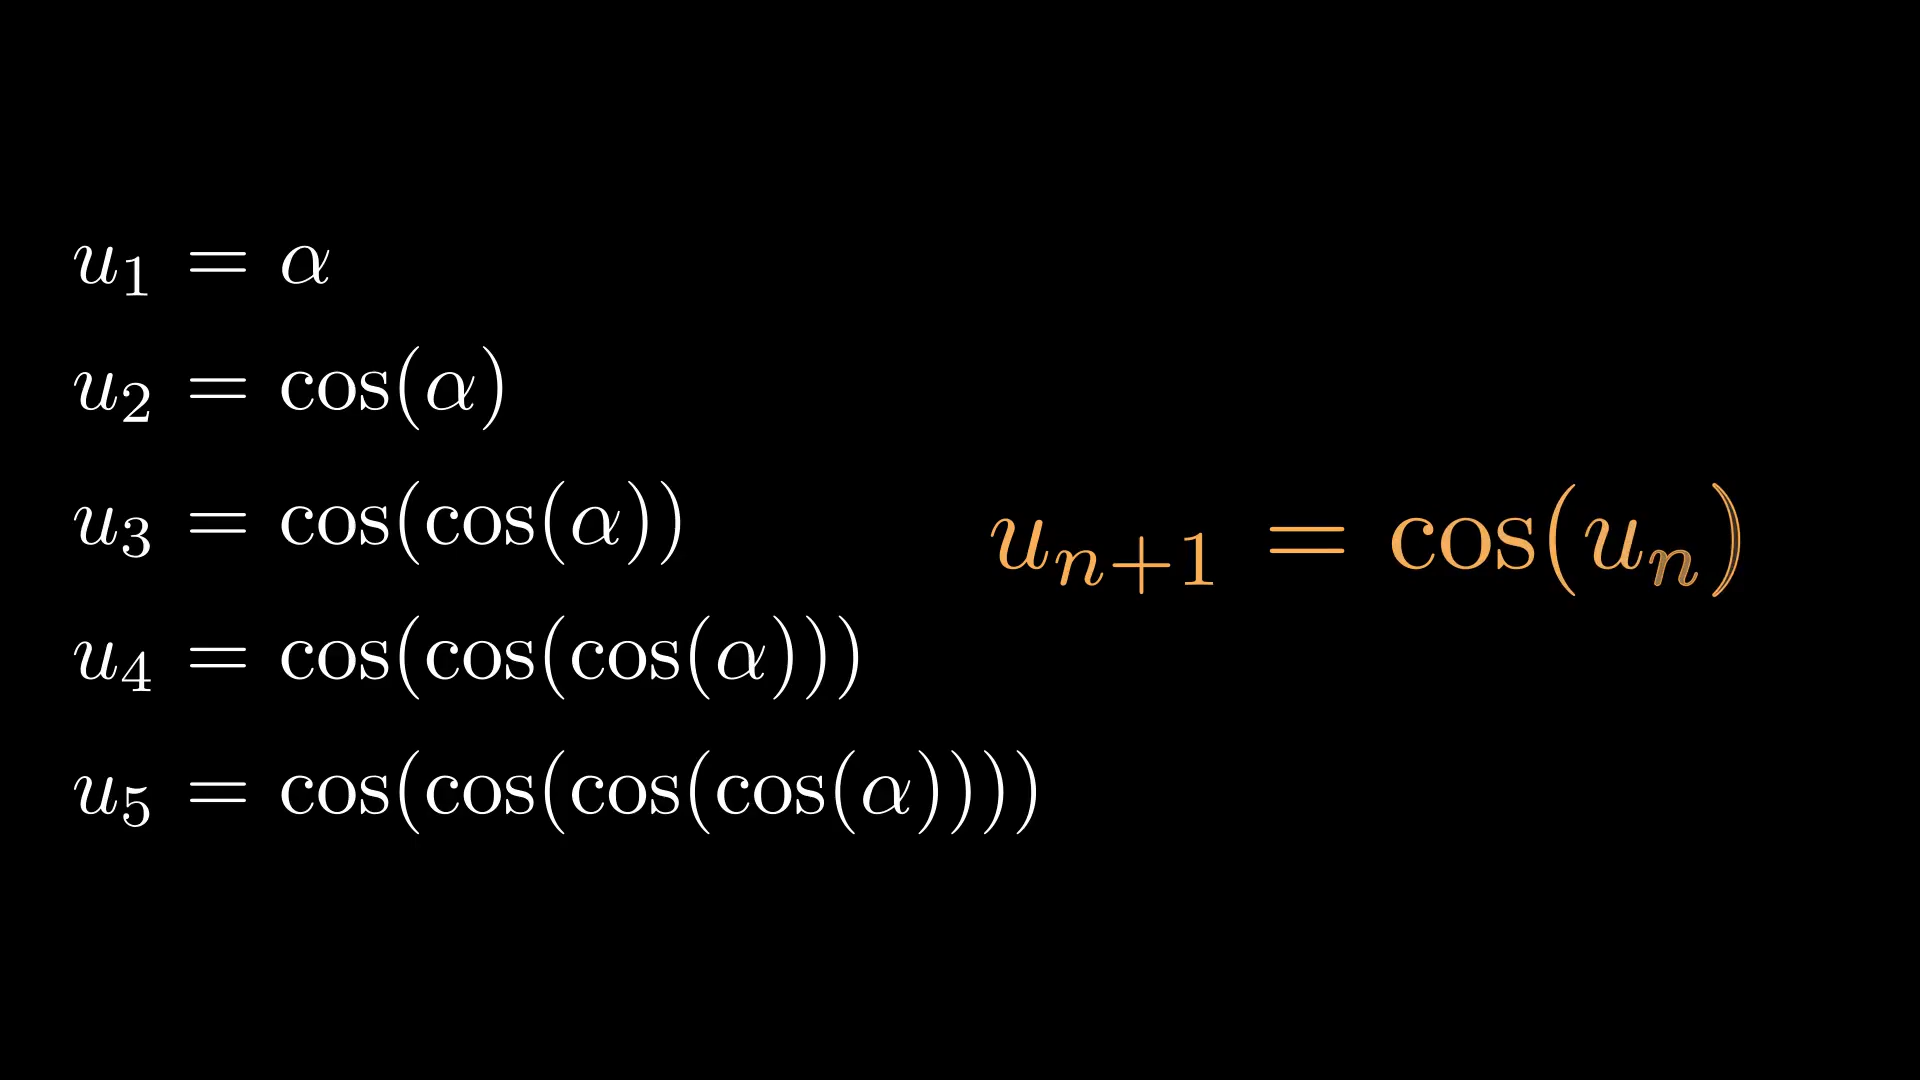 u₁ = α
u₂ = cos(α)
u₃ = cos(cos(α))
u₄ = cos(cos(cos(α)))
u₅ = cos(cos(cos(cos(α))))
uₙ₊₁ = cos(uₙ)